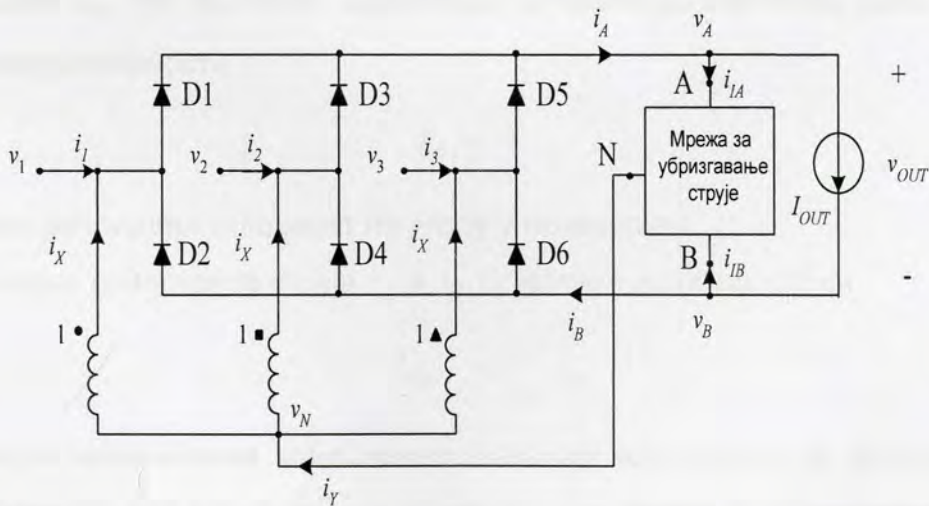 i_A v_A
+
D1 D3 D5 A i_IA
v_1 i_1 v_2 i_2 v_3 i_3 N
Мрежа за
убризгавање
струје
v_OUT
I_OUT
i_X D2 i_X D4 i_X D6 B i_IB
-
i_B v_B
1 1 1
v_N
i_Y